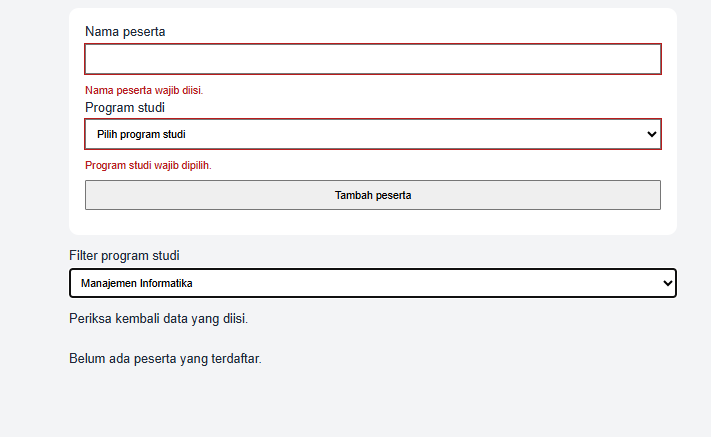 Nama peserta
Nama peserta wajib diisi.
Program studi
Pilih program studi
Program studi wajib dipilih.
Tambah peserta
Filter program studi
Manajemen Informatika
Periksa kembali data yang diisi.
Belum ada peserta yang terdaftar.